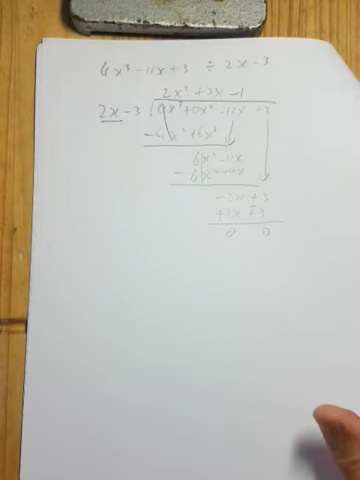 4x³ - 11x + 3 ÷ 2x - 3
2x² + 3x - 1
2x - 3 √4x³ + 0x² - 11x + 3
- 4x³ + 6x²
6x² - 11x
- 6x² + 9x
- 2x + 3
+ 2x - 3
0 0